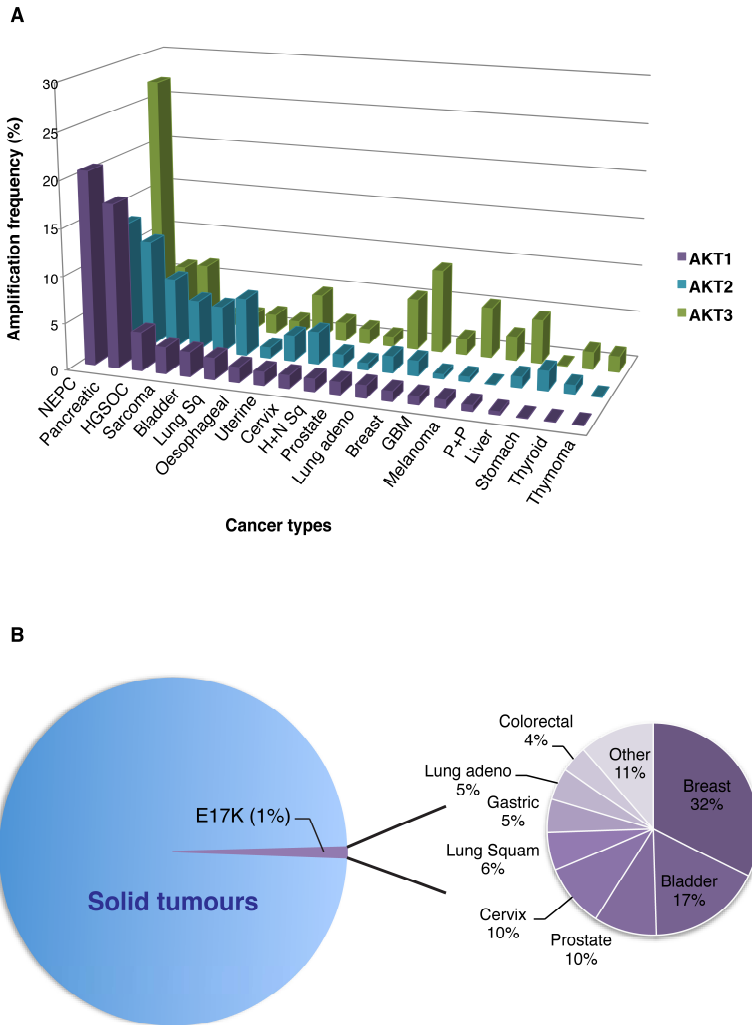 A
Amplification frequency (%)
30
25
20
15
10
5
0
NEPC
Pancreatic
HGSOC
Sarcoma
Bladder
Lung Sq
Oesophageal
Uterine
Cervix
H+N Sq
Prostate
Lung adeno
Breast
GBM
Melanoma
P+P
Liver
Stomach
Thyroid
Thymoma
Cancer types
AKT1
AKT2
AKT3
B
E17K (1%)
Solid tumours
Colorectal
4%
Lung adeno
5%
Gastric
5%
Lung Squam
6%
Cervix
10%
Prostate
10%
Other
11%
Breast
32%
Bladder
17%